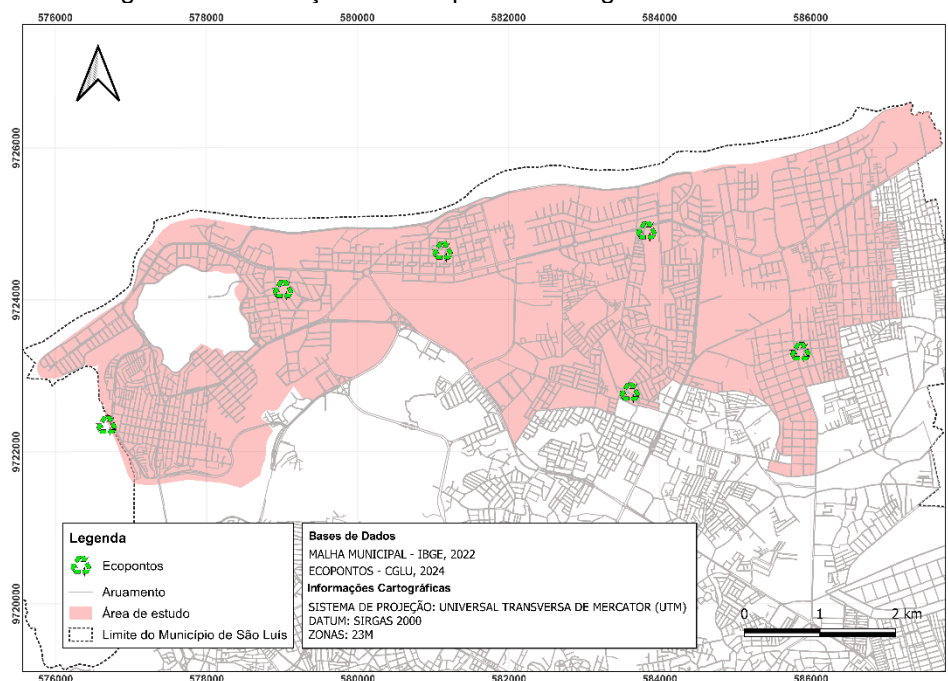 576000 578000 580000 582000 584000 586000
9726000
9724000
9722000
9720000
Legenda
Ecopontos
Aruamento
Área de estudo
Limite do Município de São Luís
Bases de Dados
MALHA MUNICIPAL - IBGE, 2022
ECOPONTOS - CGLU, 2024
Informações Cartográficas
SISTEMA DE PROJEÇÃO: UNIVERSAL TRANSVERSA DE MERCATOR (UTM)
DATUM: SIRGAS 2000
ZONAS: 23M
0 1 2 km
576000 578000 580000 582000 584000 586000